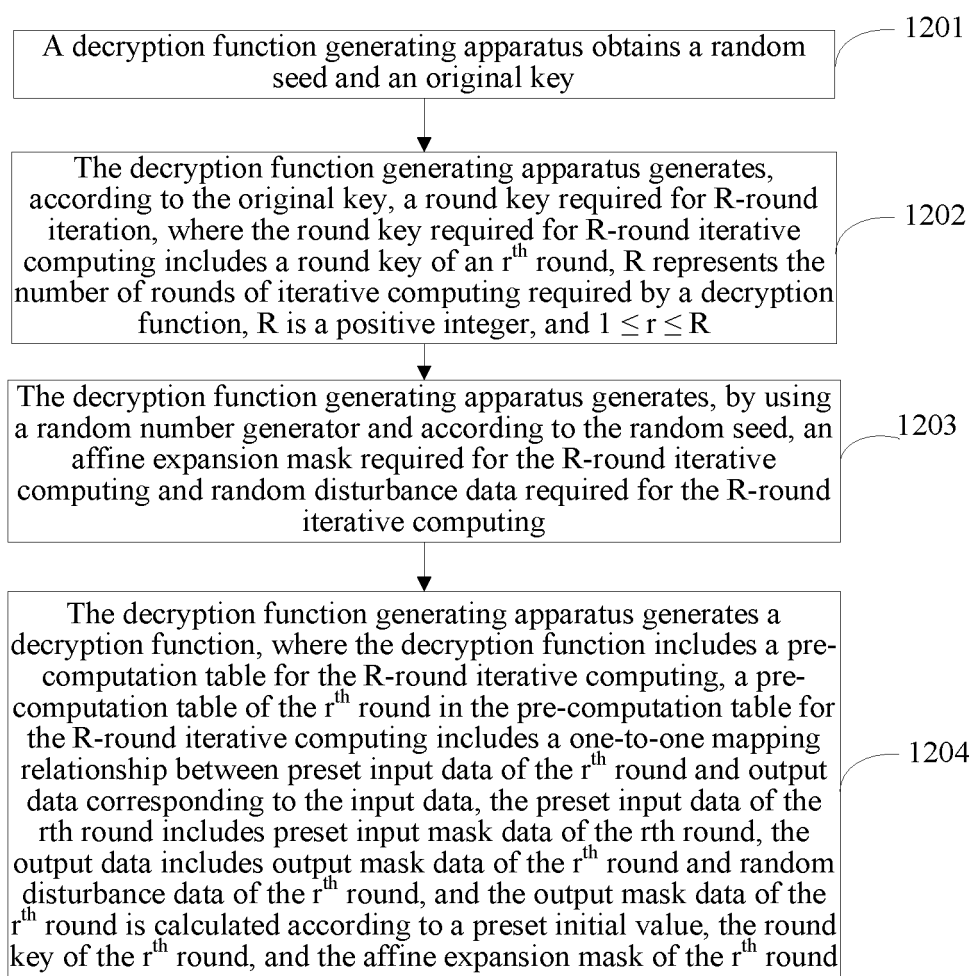 A decryption function generating apparatus obtains a random
seed and an original key
1201
The decryption function generating apparatus generates,
according to the original key, a round key required for R-round
iteration, where the round key required for R-round iterative
computing includes a round key of an rth round, R represents the
number of rounds of iterative computing required by a decryption
function, R is a positive integer, and 1 ≤ r ≤ R
1202
The decryption function generating apparatus generates, by using
a random number generator and according to the random seed, an
affine expansion mask required for the R-round iterative
computing and random disturbance data required for the R-round
iterative computing
1203
The decryption function generating apparatus generates a
decryption function, where the decryption function includes a pre-
computation table for the R-round iterative computing, a pre-
computation table of the rth round in the pre-computation table for
the R-round iterative computing includes a one-to-one mapping
relationship between preset input data of the rth round and output
data corresponding to the input data, the preset input data of the
rth round includes preset input mask data of the rth round, the
output data includes output mask data of the rth round and random
disturbance data of the rth round, and the output mask data of the
rth round is calculated according to a preset initial value, the round
key of the rth round, and the affine expansion mask of the rth round
1204